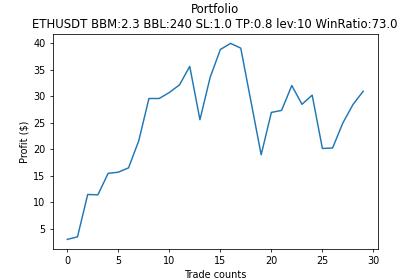 Portfolio
ETHUSDT BBM:2.3 BBL:240 SL:1.0 TP:0.8 lev:10 WinRatio:73.0
40
35
30
25
20
15
10
5
Profit ($)
0 5 10 15 20 25 30
Trade counts